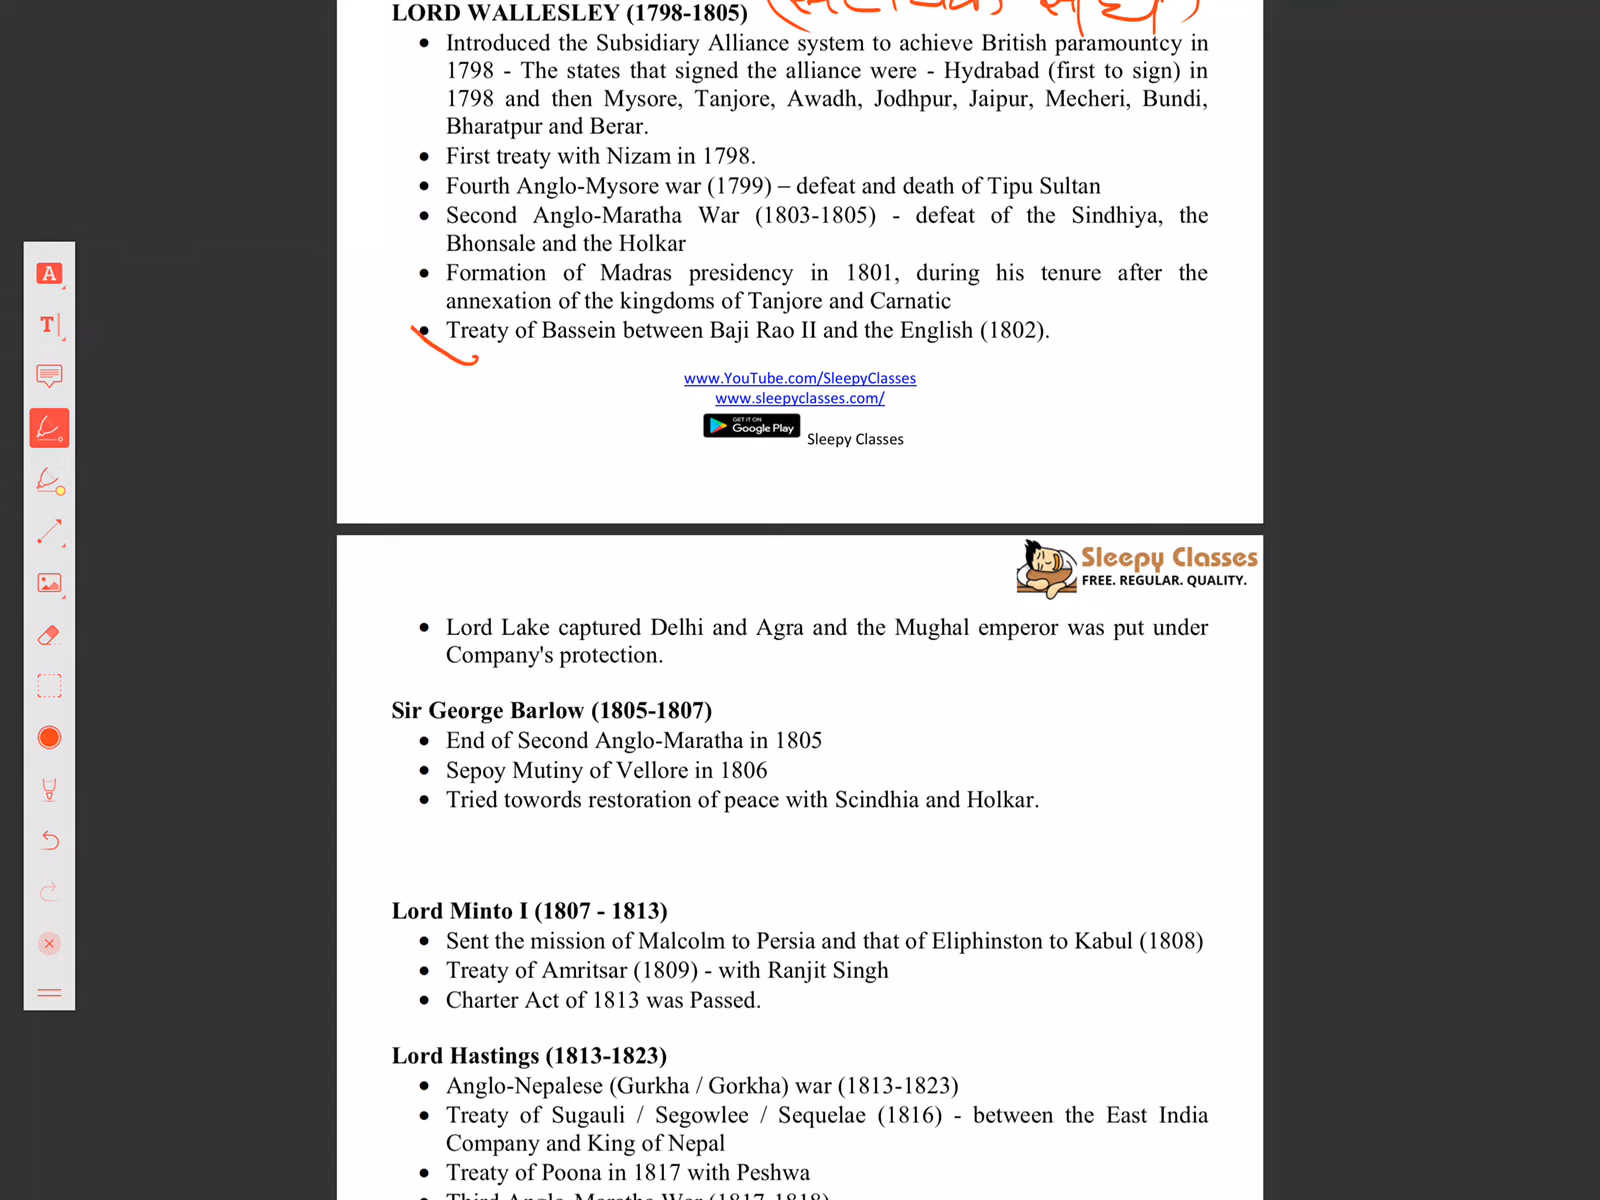 LORD WALLESLEY (1798-1805)
• Introduced the Subsidiary Alliance system to achieve British paramountcy in
1798 - The states that signed the alliance were - Hydrabad (first to sign) in
1798 and then Mysore, Tanjore, Awadh, Jodhpur, Jaipur, Mecheri, Bundi,
Bharatpur and Berar.
• First treaty with Nizam in 1798.
• Fourth Anglo-Mysore war (1799) – defeat and death of Tipu Sultan
• Second Anglo-Maratha War (1803-1805) - defeat of the Sindhiya, the
Bhonsale and the Holkar
• Formation of Madras presidency in 1801, during his tenure after the
annexation of the kingdoms of Tanjore and Carnatic
• Treaty of Bassein between Baji Rao II and the English (1802).
www.YouTube.com/SleepyClasses
www.sleepyclasses.com/
GET IT ON
Google Play
Sleepy Classes
Sleepy Classes
FREE. REGULAR. QUALITY.
• Lord Lake captured Delhi and Agra and the Mughal emperor was put under
Company's protection.
Sir George Barlow (1805-1807)
• End of Second Anglo-Maratha in 1805
• Sepoy Mutiny of Vellore in 1806
• Tried towords restoration of peace with Scindhia and Holkar.
Lord Minto I (1807 - 1813)
• Sent the mission of Malcolm to Persia and that of Eliphinston to Kabul (1808)
• Treaty of Amritsar (1809) - with Ranjit Singh
• Charter Act of 1813 was Passed.
Lord Hastings (1813-1823)
• Anglo-Nepalese (Gurkha / Gorkha) war (1813-1823)
• Treaty of Sugauli / Segowlee / Sequelae (1816) - between the East India
Company and King of Nepal
• Treaty of Poona in 1817 with Peshwa
• Third Anglo-Maratha War (1817-1818)